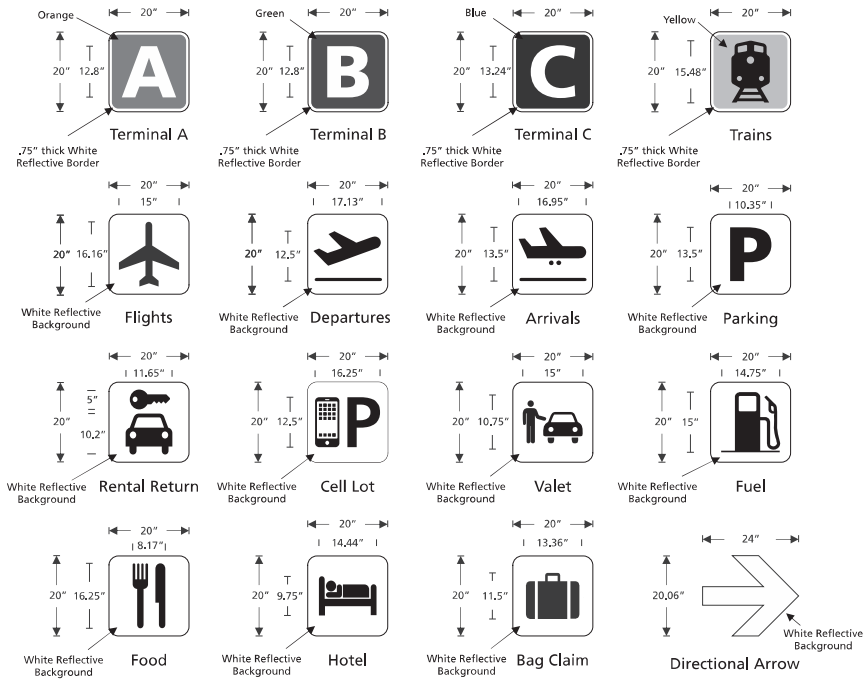 20” 20” 20” 20”
Orange Green Blue Yellow
20” 12.8” A 20” 12.8” B 20” 13.24” C 20” 15.48”
Terminal A Terminal B Terminal C Trains
.75” thick White .75” thick White .75” thick White .75” thick White
Reflective Border Reflective Border Reflective Border Reflective Border
20” 20” 20” 20”
15” 17.13” 16.95” 10.35”
20” 16.16” 20” 12.5” 20” 13.5” 20” 13.5” P
White Reflective White Reflective White Reflective White Reflective
Background Background Background Background
Flights Departures Arrivals Parking
20” 20” 20” 20”
11.65” 16.25” 15” 14.75”
5”
20” 20” 12.5” P 20” 10.75” 20” 15”
10.2”
White Reflective White Reflective White Reflective White Reflective
Background Background Background Background
Rental Return Cell Lot Valet Fuel
20” 20” 20” 24”
8.17” 14.44” 13.36”
20” 16.25” 20” 9.75” 20” 11.5” 20.06”
White Reflective
Background
White Reflective White Reflective White Reflective
Background Background Background
Food Hotel Bag Claim Directional Arrow